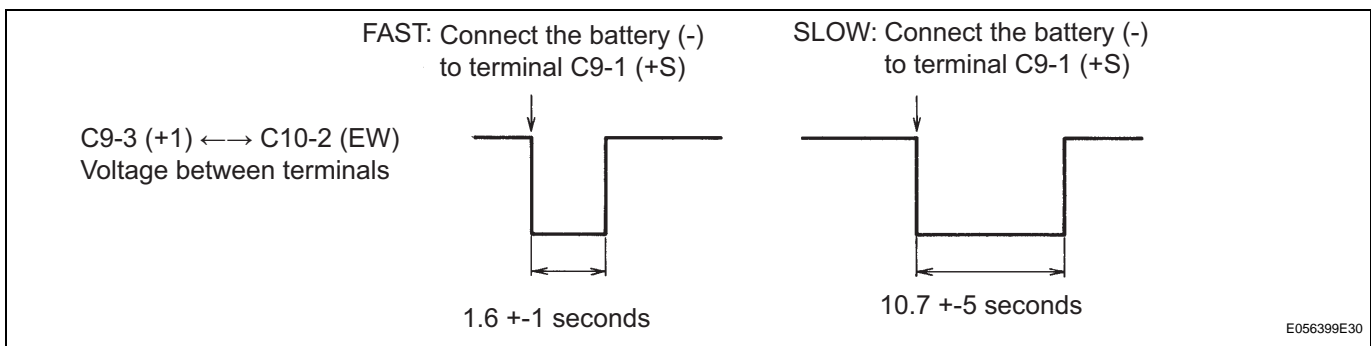 FAST: Connect the battery (-)
to terminal C9-1 (+S)
SLOW: Connect the battery (-)
to terminal C9-1 (+S)
C9-3 (+1) ←→ C10-2 (EW)
Voltage between terminals
1.6 +-1 seconds
10.7 +-5 seconds
E056399E30